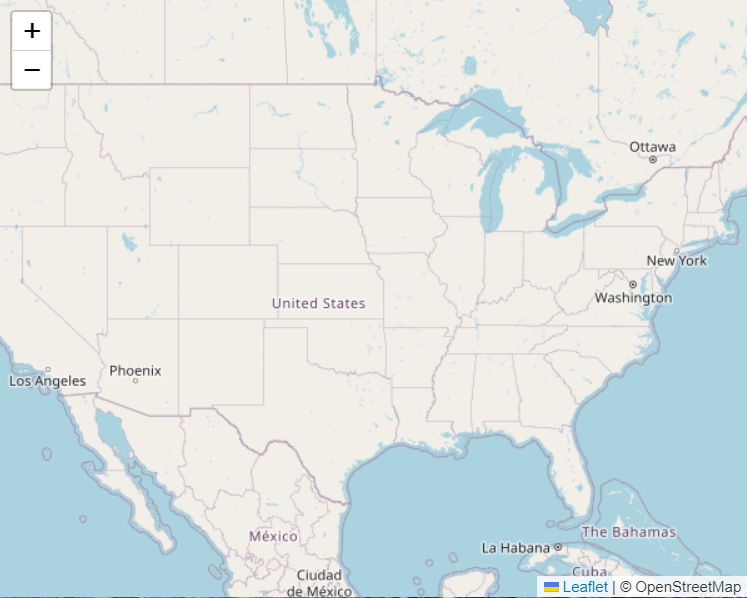 +
−
Ottawa
New York
Washington
United States
Phoenix
Los Angeles
México
The Bahamas
La Habana
Cuba
Ciudad
de México
Leaflet | © OpenStreetMap